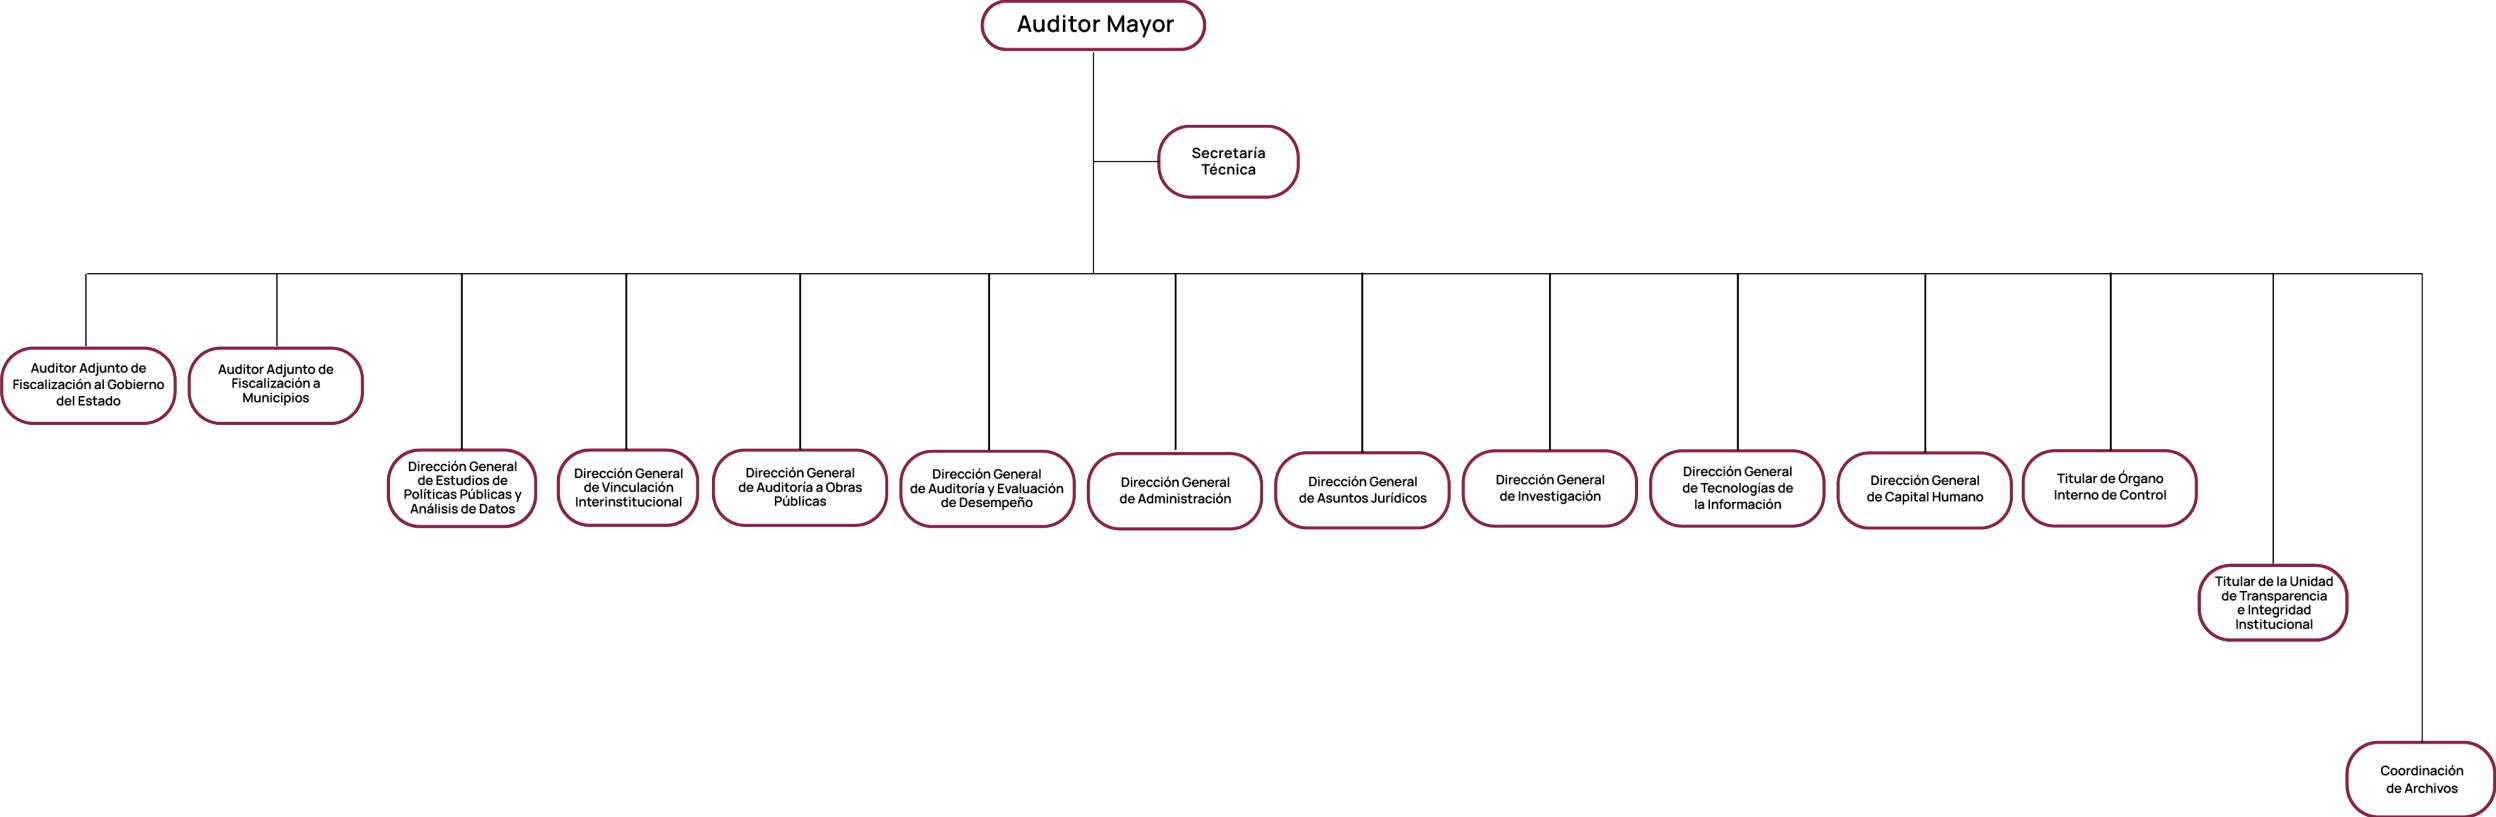 Auditor Mayor
Secretaría
Técnica
Auditor Adjunto de
Fiscalización al Gobierno
del Estado
Auditor Adjunto de
Fiscalización a
Municipios
Dirección General
de Estudios de
Políticas Públicas y
Análisis de Datos
Dirección General
de Vinculación
Interinstitucional
Dirección General
de Auditoría a Obras
Públicas
Dirección General
de Auditoría y Evaluación
de Desempeño
Dirección General
de Administración
Dirección General
de Asuntos Jurídicos
Dirección General
de Investigación
Dirección General
de Tecnologías de
la Información
Dirección General
de Capital Humano
Titular de Órgano
Interno de Control
Titular de la Unidad
de Transparencia
e Integridad
Institucional
Coordinación
de Archivos